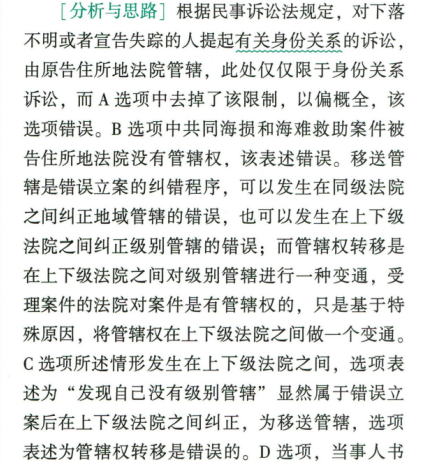 ［分析与思路］根据民事诉讼法规定，对下落
不明或者宣告失踪的人提起有关身份关系的诉讼，
由原告住所地法院管辖，此处仅仅限于身份关系
诉讼，而 A 选项中去掉了该限制，以偏概全，该
选项错误。B 选项中共同海损和海难救助案件被
告住所地法院没有管辖权，该表述错误。移送管
辖是错误立案的纠错程序，可以发生在同级法院
之间纠正地域管辖的错误，也可以发生在上下级
法院之间纠正级别管辖的错误；而管辖权转移是
在上下级法院之间对级别管辖进行一种变通，受
理案件的法院对案件是有管辖权的，只是基于特
殊原因，将管辖权在上下级法院之间做一个变通。
C 选项所述情形发生在上下级法院之间，选项表
述为“发现自己没有级别管辖”显然属于错误立
案后在上下级法院之间纠正，为移送管辖，选项
表述为管辖权转移是错误的。D 选项，当事人书